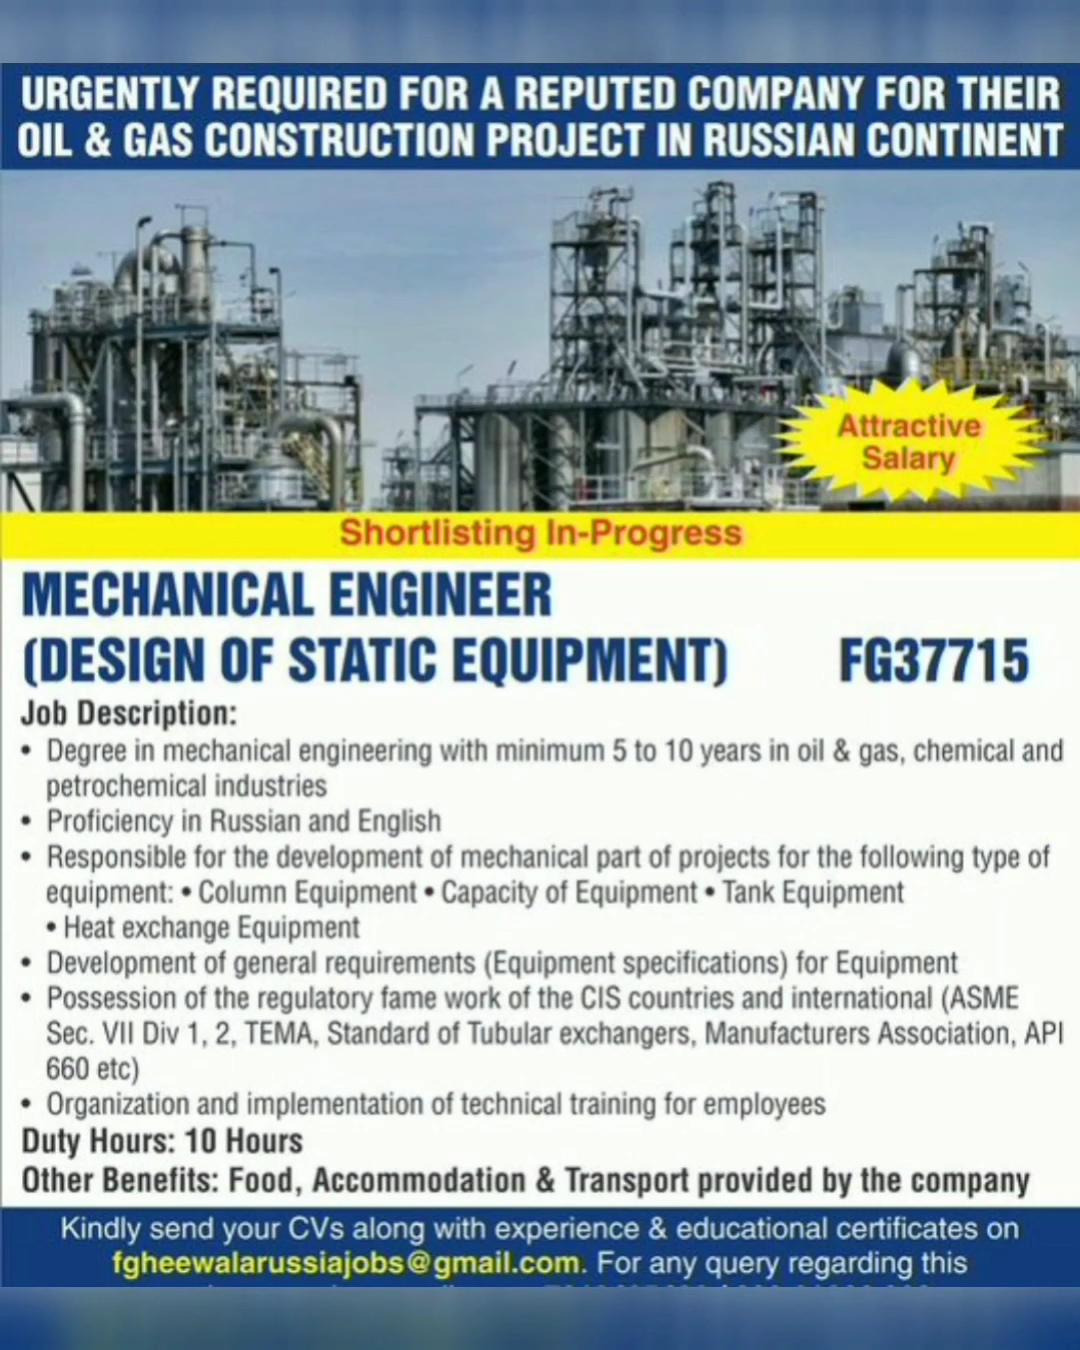 URGENTLY REQUIRED FOR A REPUTED COMPANY FOR THEIR
OIL & GAS CONSTRUCTION PROJECT IN RUSSIAN CONTINENT
Attractive
Salary
Shortlisting In-Progress
MECHANICAL ENGINEER
(DESIGN OF STATIC EQUIPMENT) FG37715
Job Description:
• Degree in mechanical engineering with minimum 5 to 10 years in oil & gas, chemical and
petrochemical industries
• Proficiency in Russian and English
• Responsible for the development of mechanical part of projects for the following type of
equipment: • Column Equipment • Capacity of Equipment • Tank Equipment
• Heat exchange Equipment
• Development of general requirements (Equipment specifications) for Equipment
• Possession of the regulatory fame work of the CIS countries and international (ASME
Sec. VII Div 1, 2, TEMA, Standard of Tubular exchangers, Manufacturers Association, API
660 etc)
• Organization and implementation of technical training for employees
Duty Hours: 10 Hours
Other Benefits: Food, Accommodation & Transport provided by the company
Kindly send your CVs along with experience & educational certificates on
fgheewalarussiajobs@gmail.com. For any query regarding this